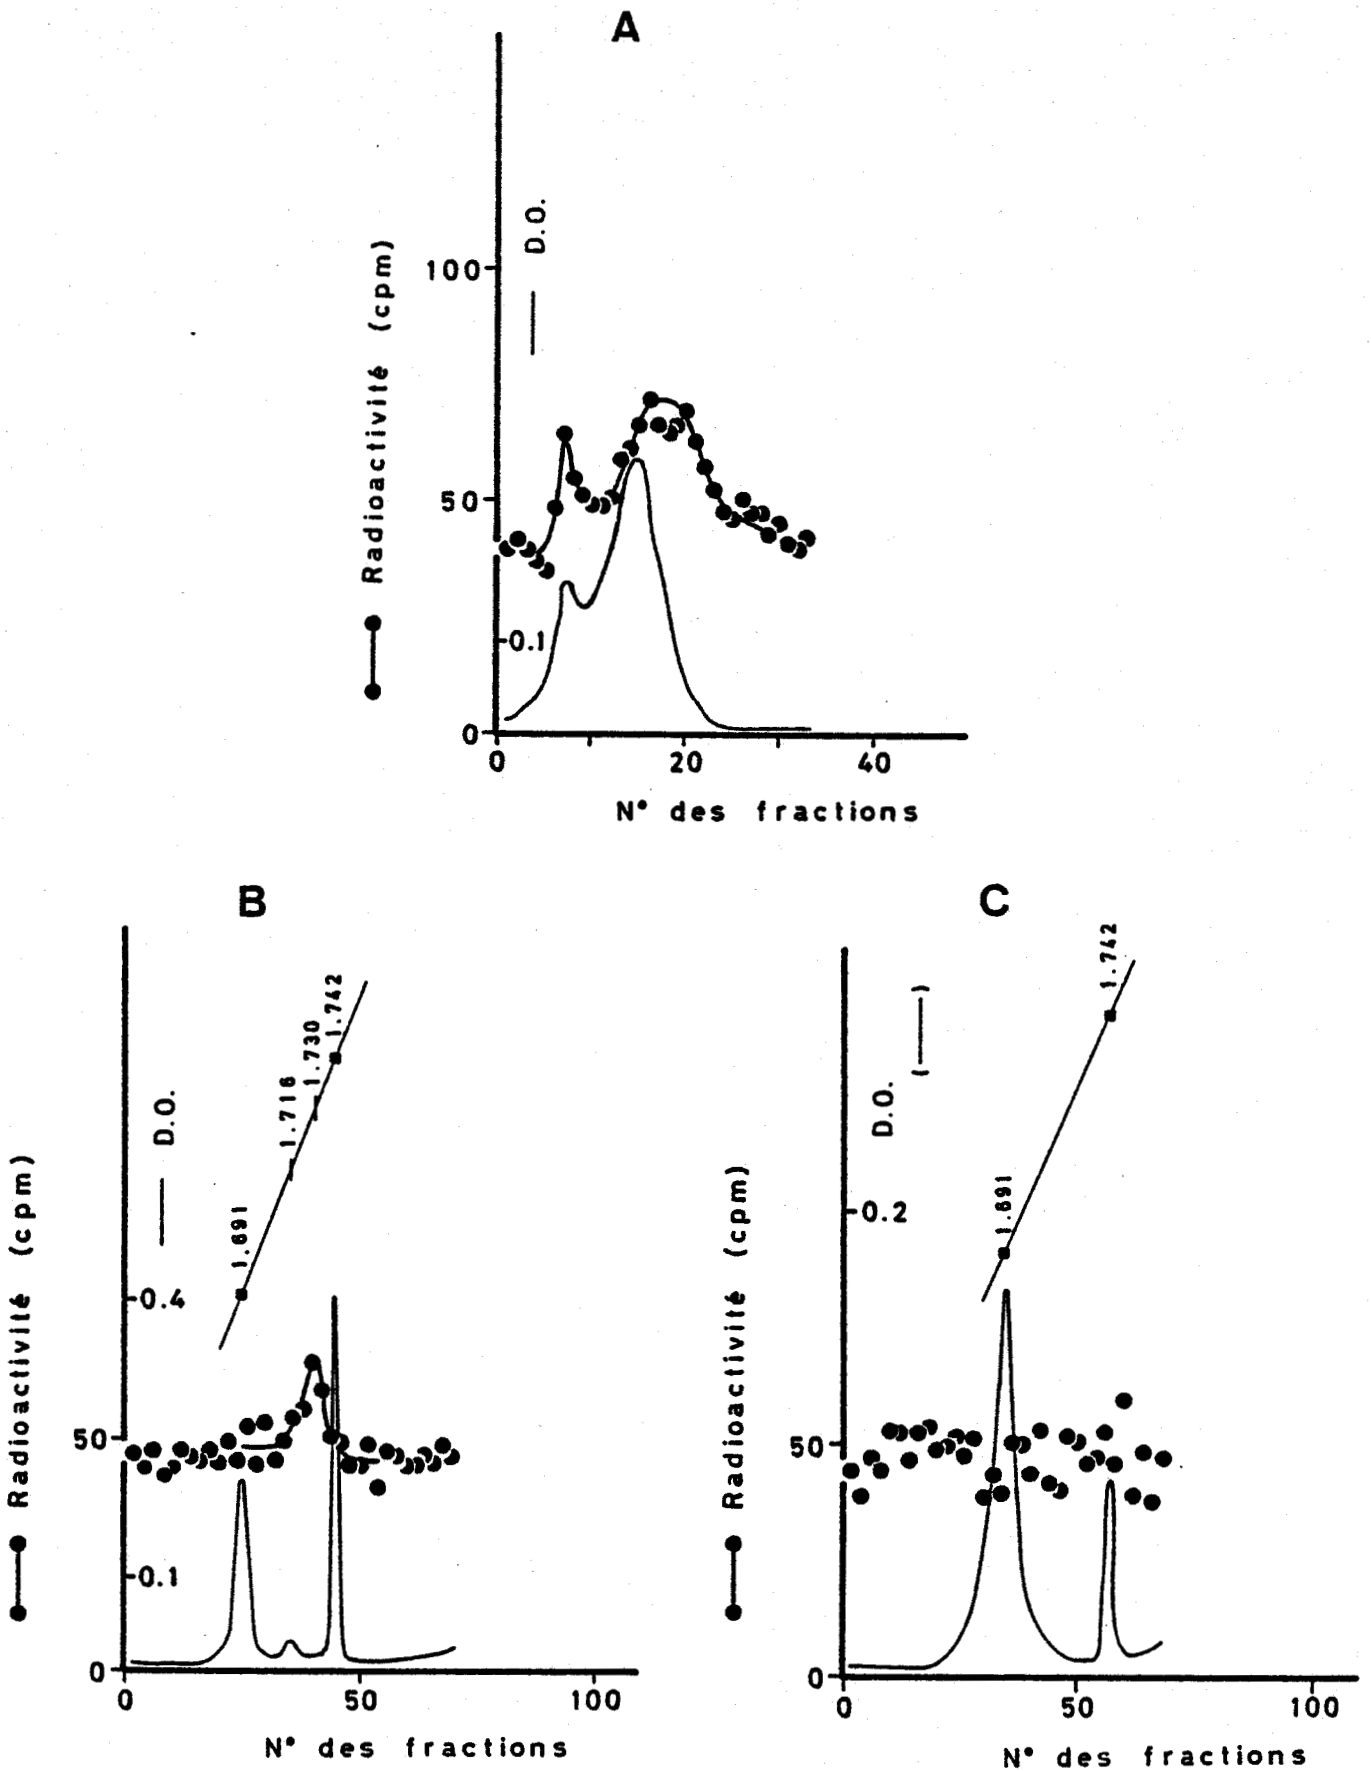 A
Radioactivité (cpm)
D.O.
100
50
0.1
0
0
20
40
N° des fractions
B
Radioactivité (cpm)
D.O.
1.691
1.716
1.730
1.742
0.4
50
0.1
0
0
50
100
N° des fractions
C
Radioactivité (cpm)
D.O. (—)
1.691
1.742
0.2
50
0
0
50
100
N° des fractions